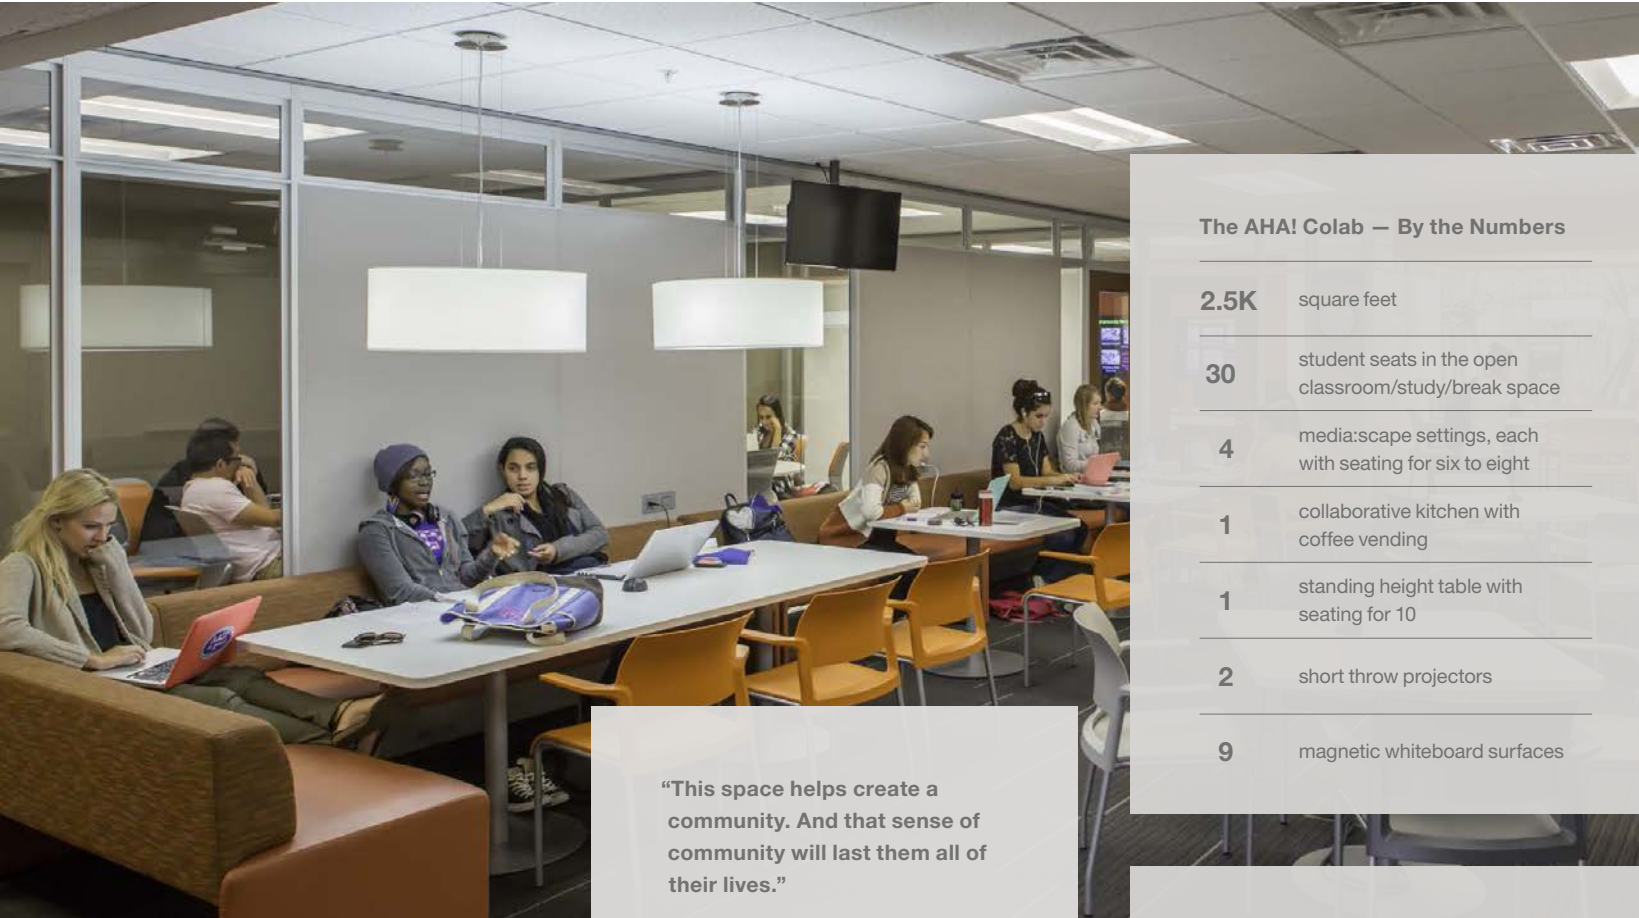 The AHA! Colab — By the Numbers
2.5K square feet
30 student seats in the open
classroom/study/break space
4 media:scape settings, each
with seating for six to eight
1 collaborative kitchen with
coffee vending
1 standing height table with
seating for 10
2 short throw projectors
9 magnetic whiteboard surfaces
“This space helps create a
community. And that sense of
community will last them all of
their lives.”